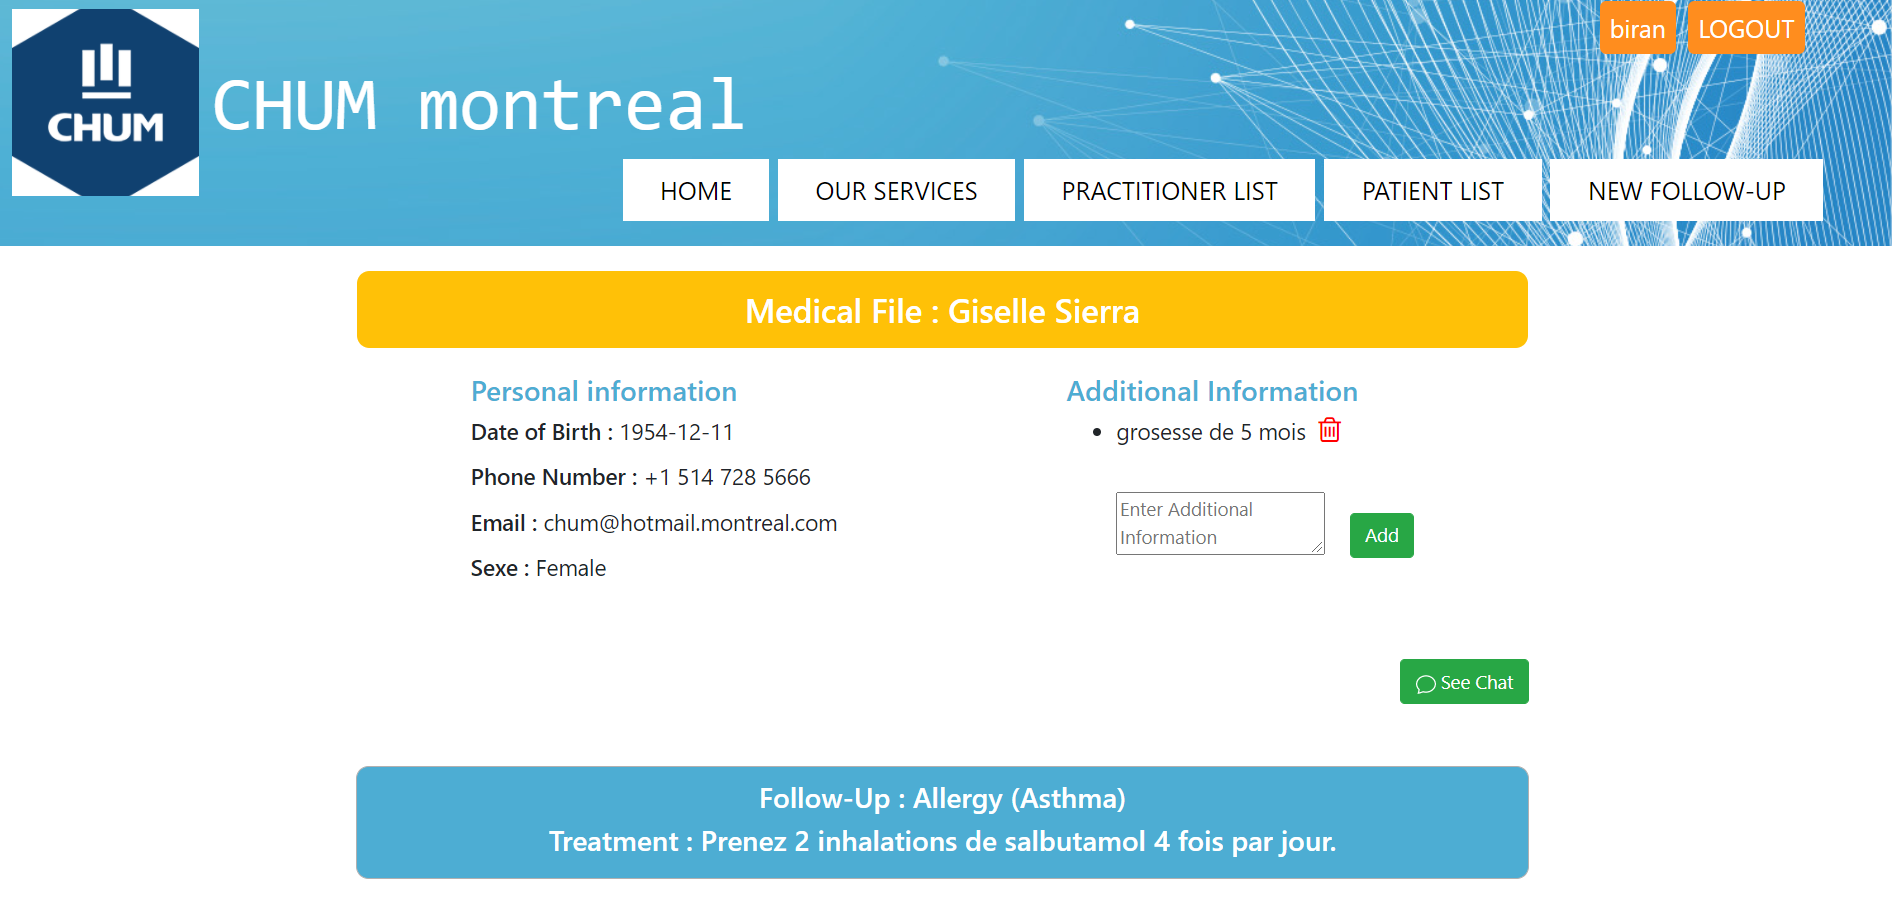 biran LOGOUT
CHUM
CHUM montreal
HOME OUR SERVICES PRACTITIONER LIST PATIENT LIST NEW FOLLOW-UP
Medical File : Giselle Sierra
Personal information
Date of Birth : 1954-12-11
Phone Number : +1 514 728 5666
Email : chum@hotmail.montreal.com
Sexe : Female
Additional Information
grosesse de 5 mois
Enter Additional
Information
Add
See Chat
Follow-Up : Allergy (Asthma)
Treatment : Prenez 2 inhalations de salbutamol 4 fois par jour.